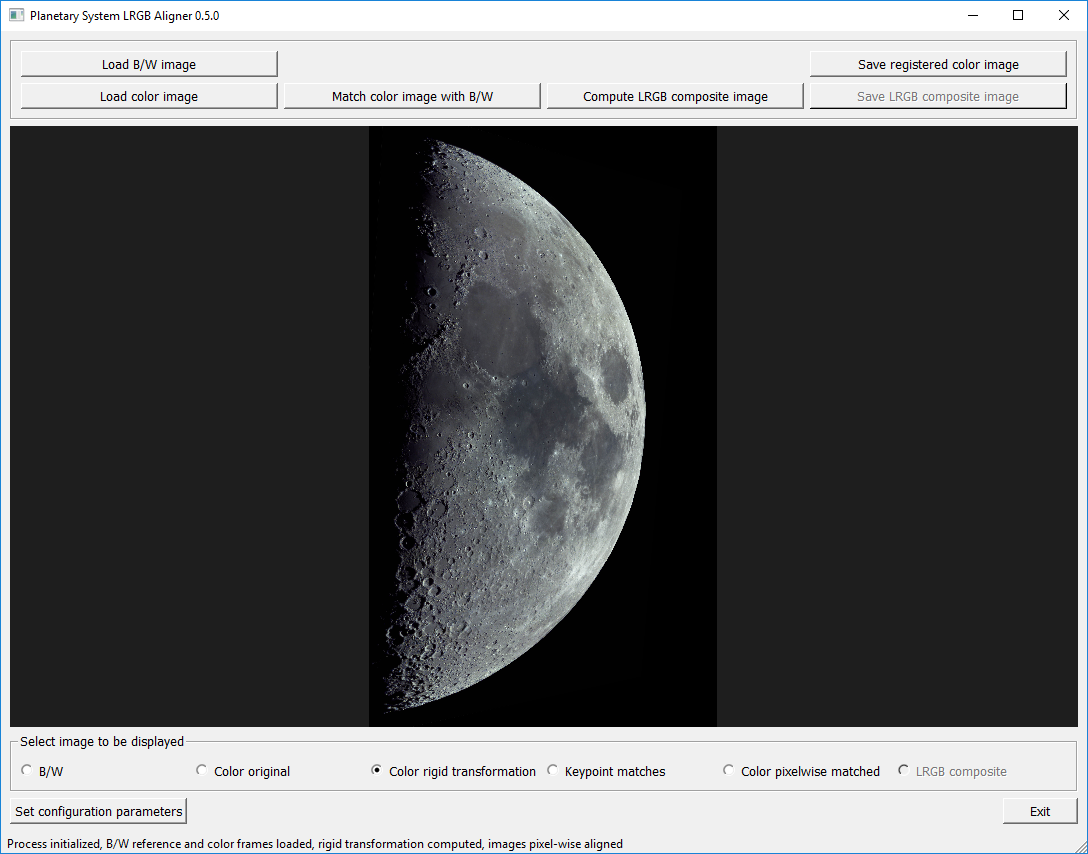 Planetary System LRGB Aligner 0.5.0
Load B/W image
Save registered color image
Load color image
Match color image with B/W
Compute LRGB composite image
Save LRGB composite image
Select image to be displayed
B/W
Color original
Color rigid transformation
Keypoint matches
Color pixelwise matched
LRGB composite
Set configuration parameters
Exit
Process initialized, B/W reference and color frames loaded, rigid transformation computed, images pixel-wise aligned